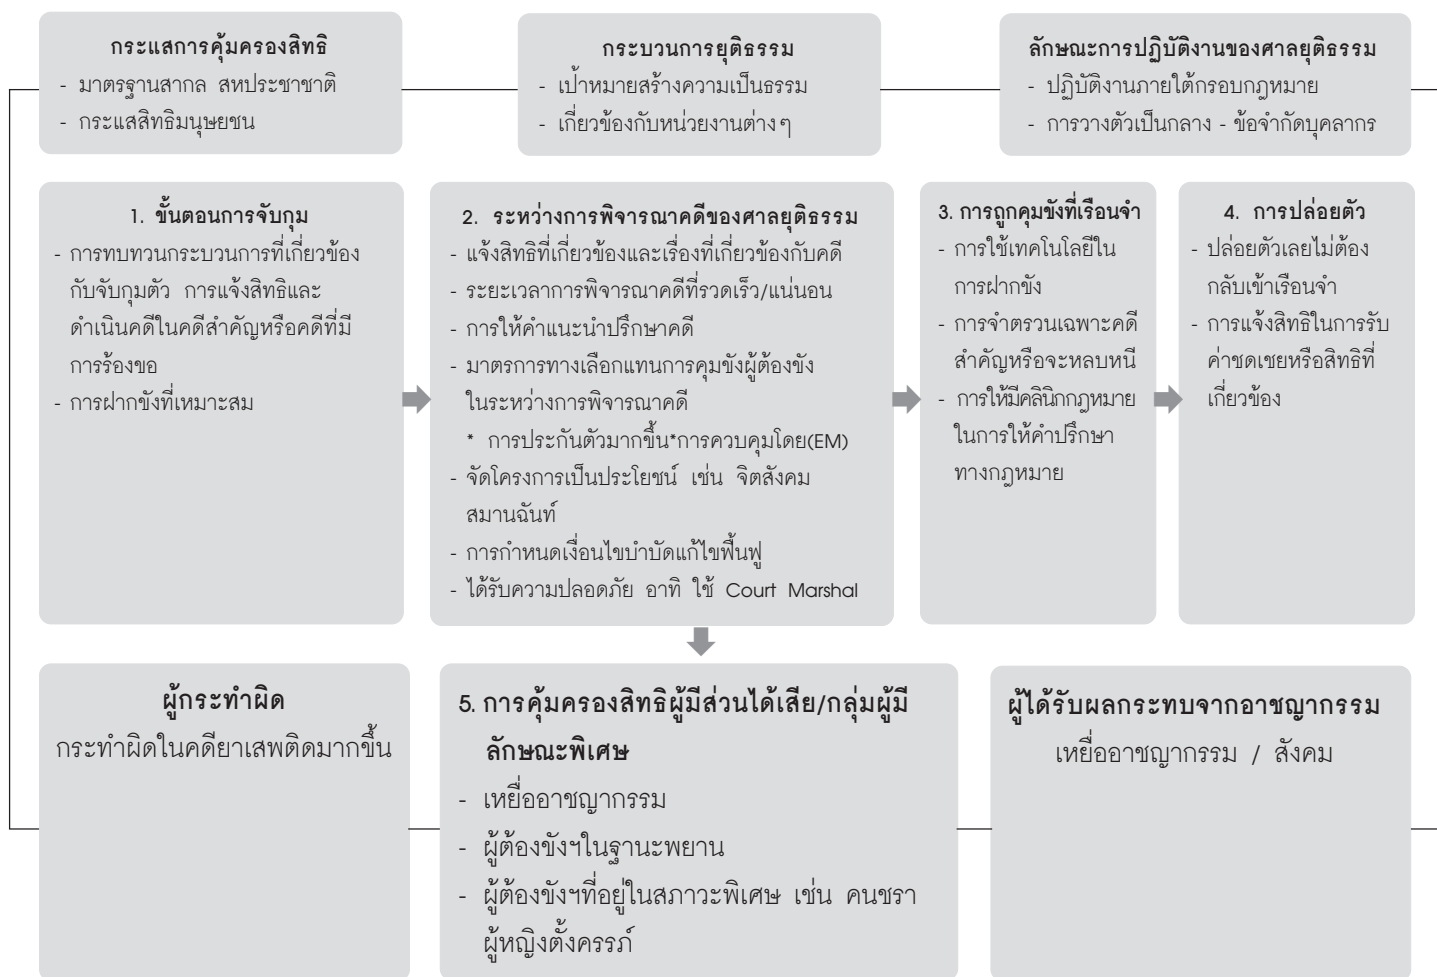 กระแสการคุ้มครองสิทธิ
- มาตรฐานสากล สหประชาชาติ
- กระแสสิทธิมนุษยชน
กระบวนการยุติธรรม
- เป้าหมายสร้างความเป็นธรรม
- เกี่ยวข้องกับหน่วยงานต่างๆ
ลักษณะการปฏิบัติงานของศาลยุติธรรม
- ปฏิบัติงานภายใต้กรอบกฎหมาย
- การวางตัวเป็นกลาง - ข้อจำกัดบุคลากร
1. ขั้นตอนการจับกุม
- การทบทวนกระบวนการที่เกี่ยวข้อง
กับจับกุมตัว การแจ้งสิทธิและ
ดำเนินคดีในคดีสำคัญหรือคดีที่มี
การร้องขอ
- การฝากขังที่เหมาะสม
2. ระหว่างการพิจารณาคดีของศาลยุติธรรม
- แจ้งสิทธิที่เกี่ยวข้องและเรื่องที่เกี่ยวข้องกับคดี
- ระยะเวลาการพิจารณาคดีที่รวดเร็ว/แน่นอน
- การให้คำแนะนำปรึกษาคดี
- มาตรการทางเลือกแทนการคุมขังผู้ต้องขัง
ในระหว่างการพิจารณาคดี
* การประกันตัวมากขึ้น*การควบคุมโดย(EM)
- จัดโครงการเป็นประโยชน์ เช่น จิตสังคม
สมานฉันท์
- การกำหนดเงื่อนไขบำบัดแก้ไขฟื้นฟู
- ได้รับความปลอดภัย อาทิ ใช้ Court Marshal
3. การถูกคุมขังที่เรือนจำ
- การใช้เทคโนโลยีใน
การฝากขัง
- การจำตรวนเฉพาะคดี
สำคัญหรือจะหลบหนี
- การให้มีคลินิกกฎหมาย
ในการให้คำปรึกษา
ทางกฎหมาย
4. การปล่อยตัว
- ปล่อยตัวเลยไม่ต้อง
กลับเข้าเรือนจำ
- การแจ้งสิทธิในการรับ
ค่าชดเชยหรือสิทธิที่
เกี่ยวข้อง
ผู้กระทำผิด
กระทำผิดในคดียาเสพติดมากขึ้น
5. การคุ้มครองสิทธิผู้มีส่วนได้เสีย/กลุ่มผู้มี
ลักษณะพิเศษ
- เหยื่ออาชญากรรม
- ผู้ต้องขังฯในฐานะพยาน
- ผู้ต้องขังฯที่อยู่ในสภาวะพิเศษ เช่น คนชรา
ผู้หญิงตั้งครรภ์
ผู้ได้รับผลกระทบจากอาชญากรรม
เหยื่ออาชญากรรม / สังคม